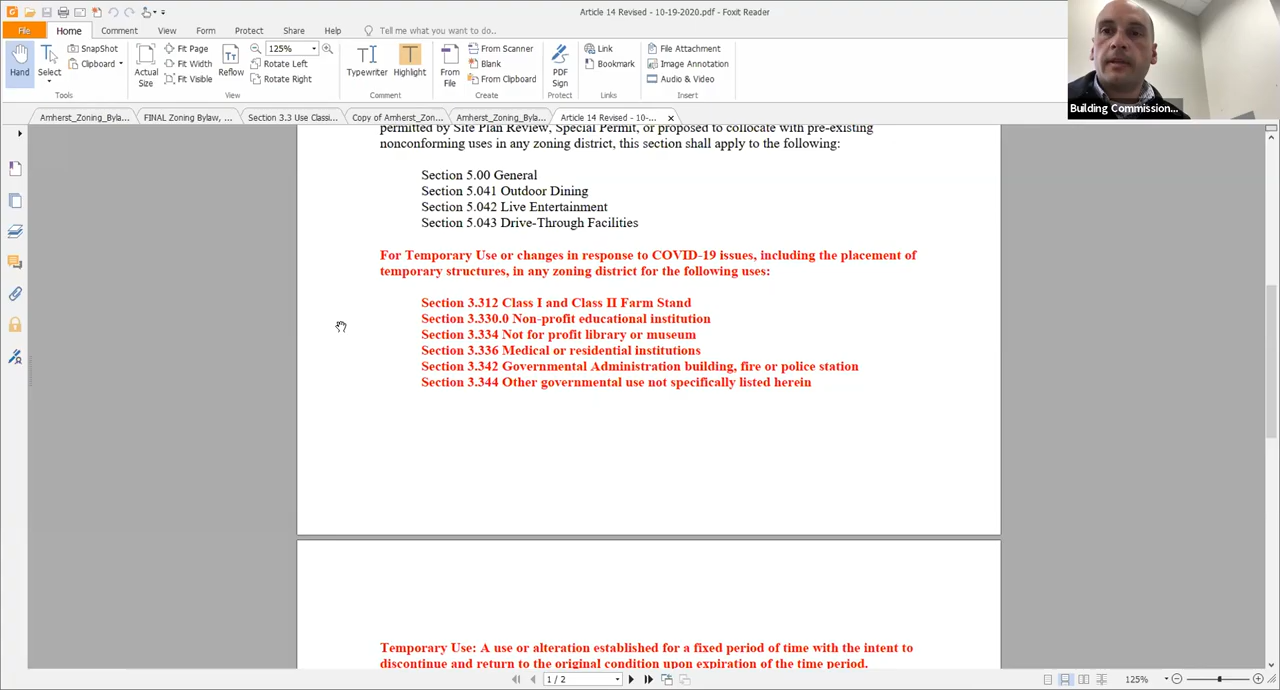 Article 14 Revised - 10-19-2020.pdf - Foxit Reader
File Home Comment View Form Protect Share Help Tell me what you want to do..
Hand
Select
SnapShot
Clipboard
Tools
Actual
Size
Fit Page
Fit Width
Fit Visible
Reflow
125%
Rotate Left
Rotate Right
View
Typewriter
Highlight
Comment
From
File
From Scanner
Blank
From Clipboard
Create
PDF
Sign
Protect
Link
Bookmark
Links
File Attachment
Image Annotation
Audio & Video
Insert
Building Commission...
Amherst_Zoning_Byla... FINAL Zoning Bylaw, ... Section 3.3 Use Classi... Copy of Amherst_Zon... Amherst_Zoning_By... Article 14 Revised - 10-...
permitted by Site Plan Review, Special Permit, or proposed to collocate with pre-existing
nonconforming uses in any zoning district, this section shall apply to the following:
Section 5.00 General
Section 5.041 Outdoor Dining
Section 5.042 Live Entertainment
Section 5.043 Drive-Through Facilities
For Temporary Use or changes in response to COVID-19 issues, including the placement of
temporary structures, in any zoning district for the following uses:
Section 3.312 Class I and Class II Farm Stand
Section 3.330.0 Non-profit educational institution
Section 3.334 Not for profit library or museum
Section 3.336 Medical or residential institutions
Section 3.342 Governmental Administration building, fire or police station
Section 3.344 Other governmental use not specifically listed herein
Temporary Use: A use or alteration established for a fixed period of time with the intent to
discontinue and return to the original condition upon expiration of the time period.
1 / 2
125%